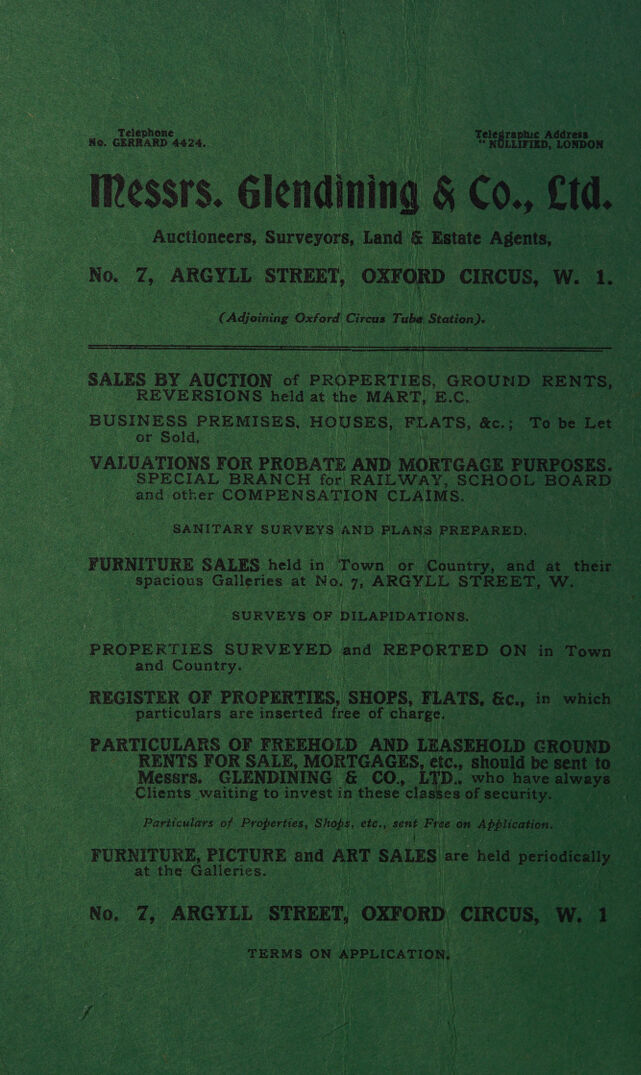 Telephone
No. GERRARD 4424.
Telegraphic Address
" NULLIFIED, LONDON
Messrs. Glendining & Co., Ltd.
Auctioneers, Surveyors, Land & Estate Agents,
No. 7, ARGYLL STREET, OXFORD CIRCUS, W. 1.
(Adjoining Oxford Circus Tube Station).
SALES BY AUCTION of PROPERTIES, GROUND RENTS,
REVERSIONS held at the MART, E.C.
BUSINESS PREMISES, HOUSES, FLATS, &c.; To be Let
or Sold,
VALUATIONS FOR PROBATE AND MORTGAGE PURPOSES.
SPECIAL BRANCH for RAILWAY, SCHOOL BOARD
and other COMPENSATION CLAIMS.
SANITARY SURVEYS AND PLANS PREPARED.
FURNITURE SALES held in Town or Country, and at their
spacious Galleries at No. 7, ARGYLL STREET, W.
SURVEYS OF DILAPIDATIONS.
PROPERTIES SURVEYED and REPORTED ON in Town
and Country.
REGISTER OF PROPERTIES, SHOPS, FLATS, &c., in which
particulars are inserted free of charge.
PARTICULARS OF FREEHOLD AND LEASEHOLD GROUND
RENTS FOR SALE, MORTGAGES, etc., should be sent to
Messrs. GLENDINING & CO., LTD., who have always
Clients waiting to invest in these classes of security.
Particulars of Properties, Shops, etc., sent Free on Application.
FURNITURE, PICTURE and ART SALES are held periodically
at the Galleries.
No. 7, ARGYLL STREET, OXFORD CIRCUS, W. 1
TERMS ON APPLICATION.